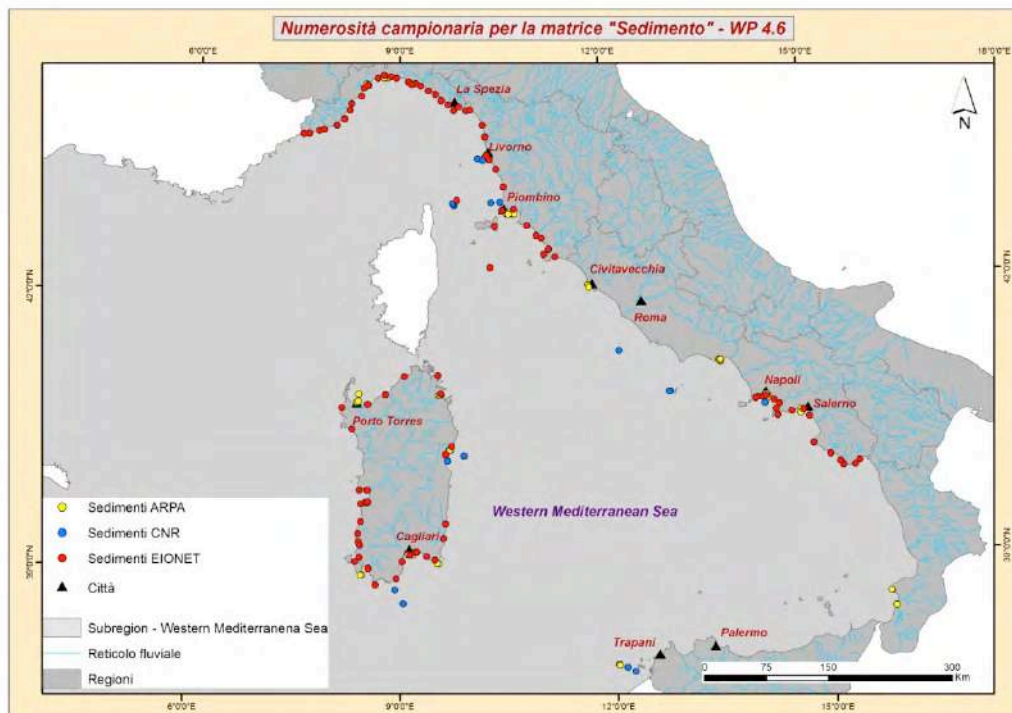 Numerosità campionaria per la matrice "Sedimento" - WP 4.6
6°0'0"E 9°0'0"E 12°0'0"E 15°0'0"E 18°0'0"E
La Spezia
N
Livorno
Piombino
Civitavecchia
42°0'0"N 42°0'0"N
Roma
Napoli
Salerno
Porto Torres
Sedimenti ARPA
Western Mediterranean Sea
Sedimenti CNR
Cagliari
Sedimenti EIONET
39°0'0"N 39°0'0"N
Città
Subregion - Western Mediterranena Sea
Trapani
Palermo
Reticolo fluviale
0 75 150 300
Km
Regioni
6°0'0"E 9°0'0"E 12°0'0"E 15°0'0"E